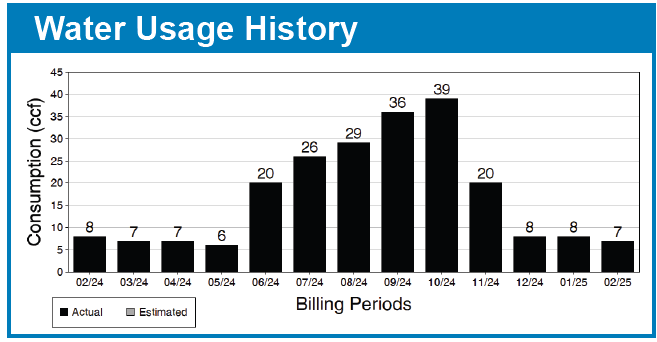 Water Usage History
45
40
35
30
25
20
15
10
5
0
Consumption (ccf)
8 7 7 6 20 26 29 36 39 20 8 8 7
02/24 03/24 04/24 05/24 06/24 07/24 08/24 09/24 10/24 11/24 12/24 01/25 02/25
Billing Periods
Actual Estimated